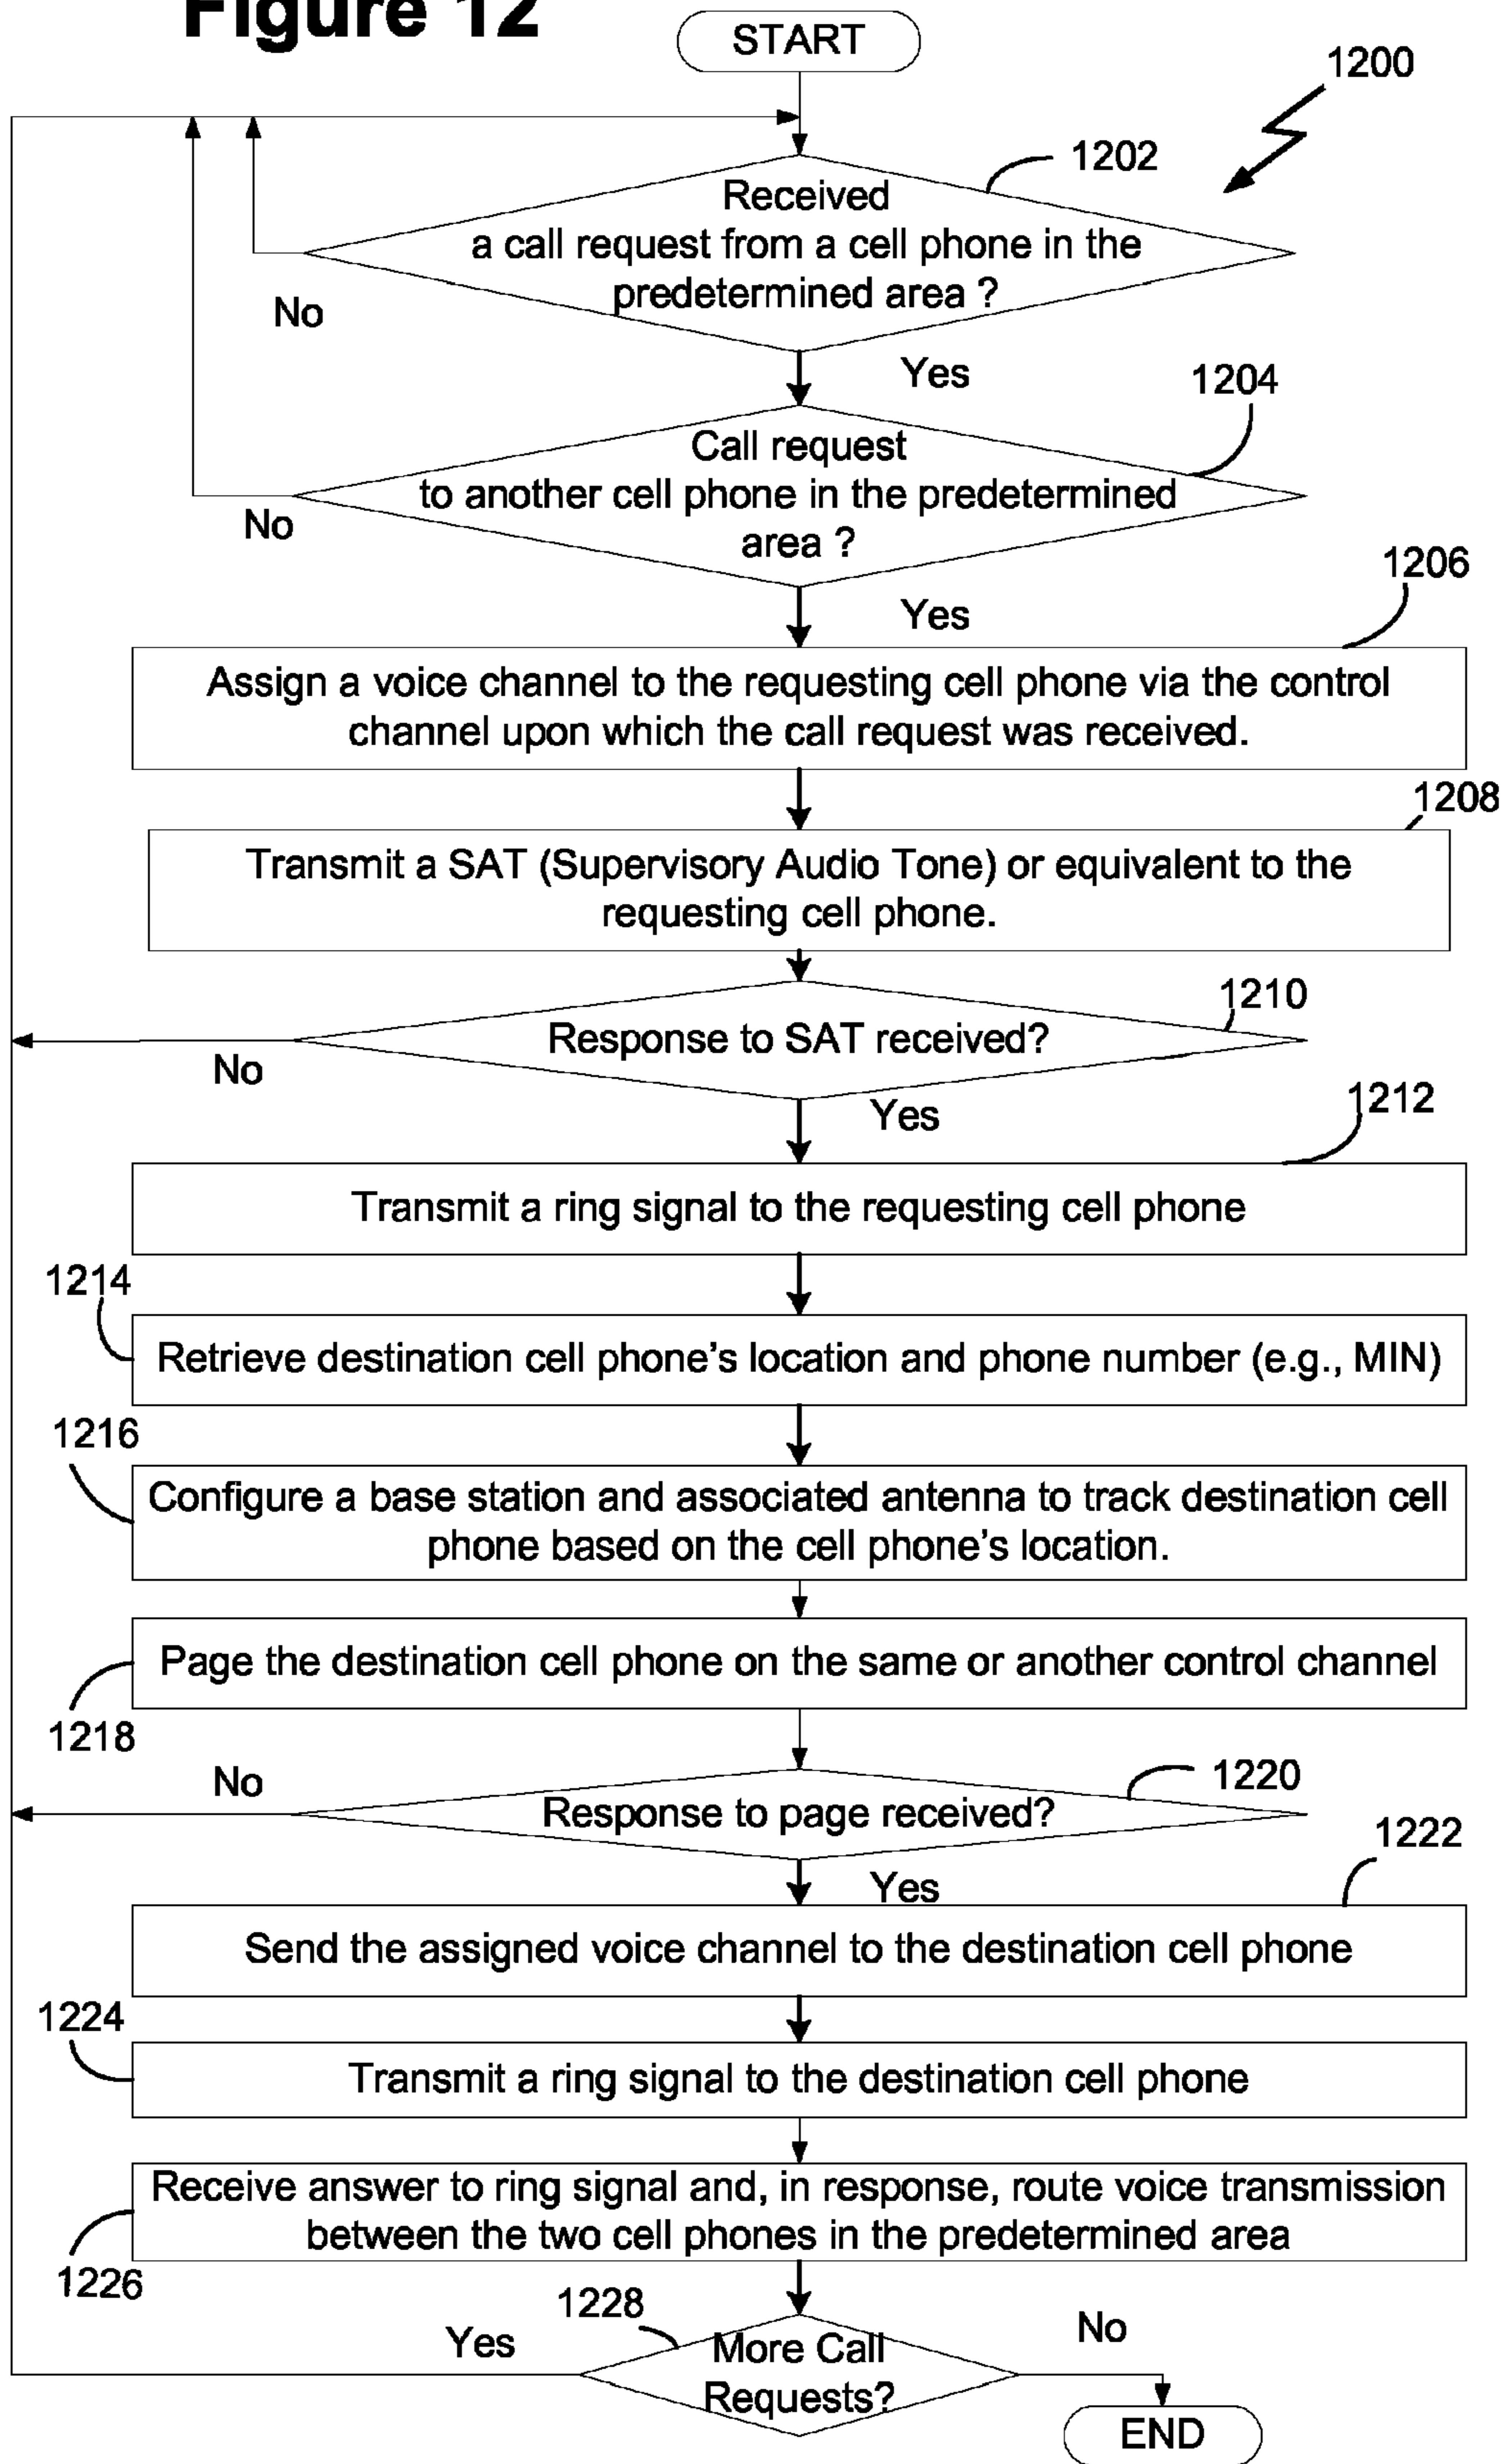 Figure 12
START
1200
1202
Received
a call request from a cell phone in the
predetermined area ?
No
Yes
1204
Call request
to another cell phone in the predetermined
area ?
No
Yes
1206
Assign a voice channel to the requesting cell phone via the control
channel upon which the call request was received.
1208
Transmit a SAT (Supervisory Audio Tone) or equivalent to the
requesting cell phone.
1210
Response to SAT received?
No
Yes
1212
Transmit a ring signal to the requesting cell phone
1214
Retrieve destination cell phone's location and phone number (e.g., MIN)
1216
Configure a base station and associated antenna to track destination cell
phone based on the cell phone's location.
Page the destination cell phone on the same or another control channel
1218
No
1220
Response to page received?
1222
Yes
Send the assigned voice channel to the destination cell phone
1224
Transmit a ring signal to the destination cell phone
Receive answer to ring signal and, in response, route voice transmission
between the two cell phones in the predetermined area
1226
1228
Yes
More Call
Requests?
No
END